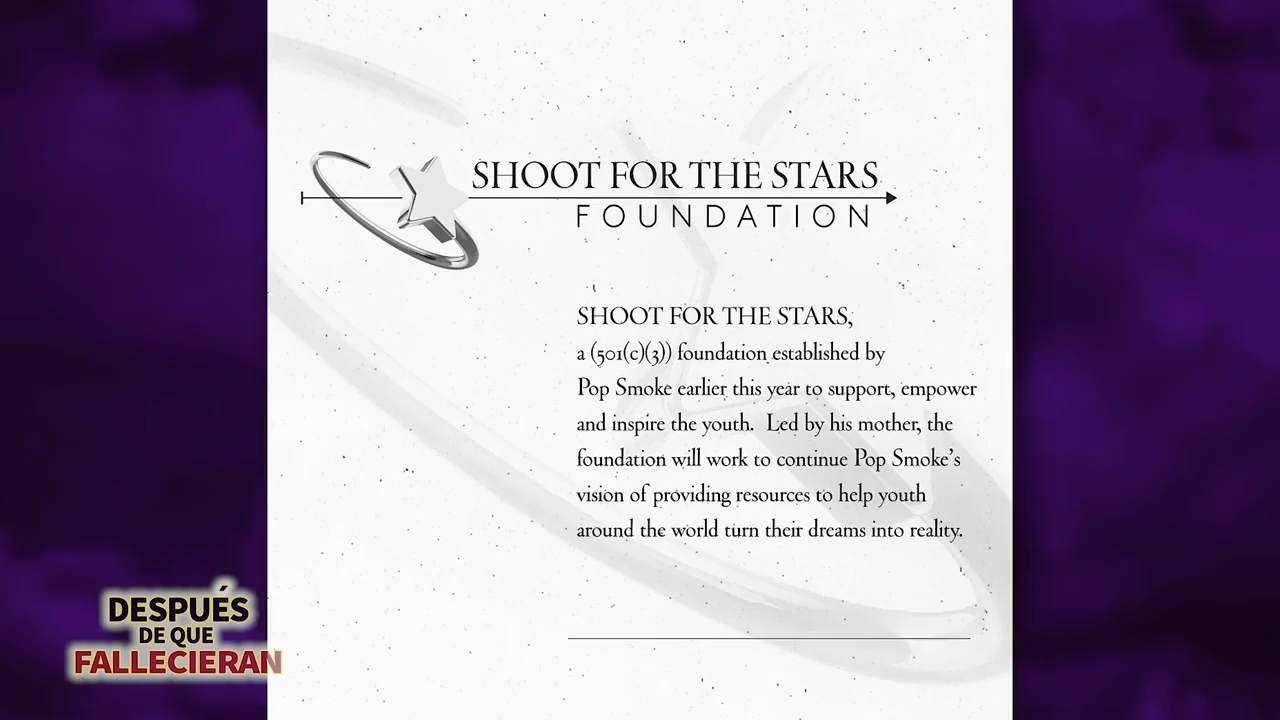 SHOOT FOR THE STARS
FOUNDATION
SHOOT FOR THE STARS,
a (501(c)(3)) foundation established by
Pop Smoke earlier this year to support, empower
and inspire the youth. Led by his mother, the
foundation will work to continue Pop Smoke's
vision of providing resources to help youth
around the world turn their dreams into reality.
DESPUÉS
DE QUE
FALLECIERAN